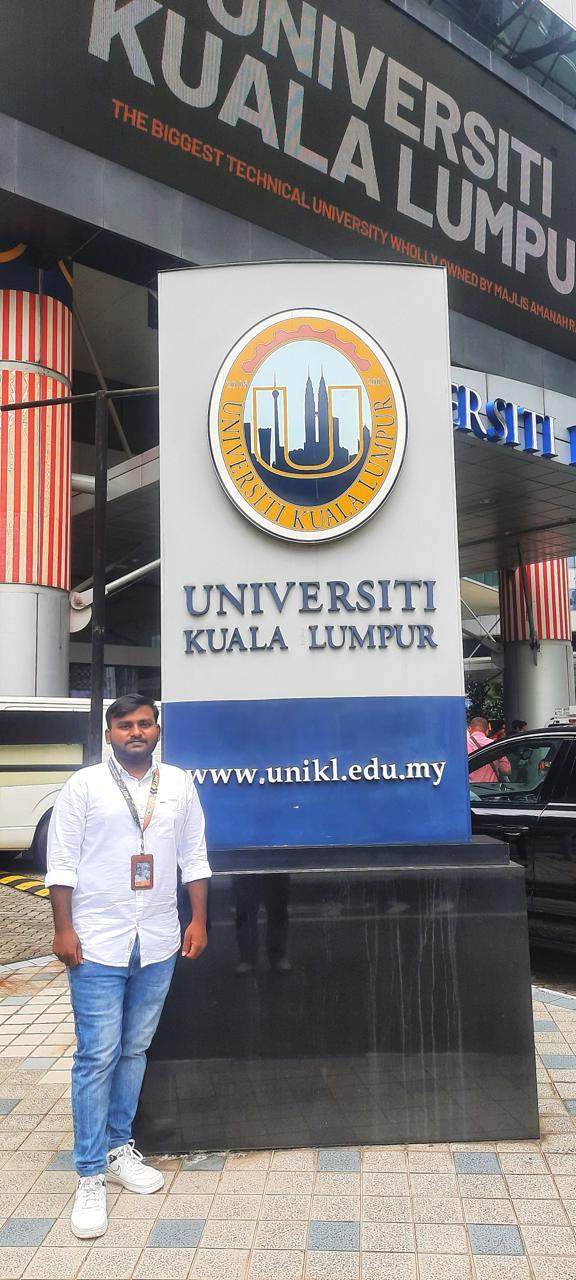 UNIVERSITI
KUALA LUMPU
THE BIGGEST TECHNICAL UNIVERSITY WHOLLY OWNED BY MAJLIS AMANAH R
ERSITI
UNIVERSITI KUALA LUMPUR
UNIVERSITI
KUALA LUMPUR
www.unikl.edu.my